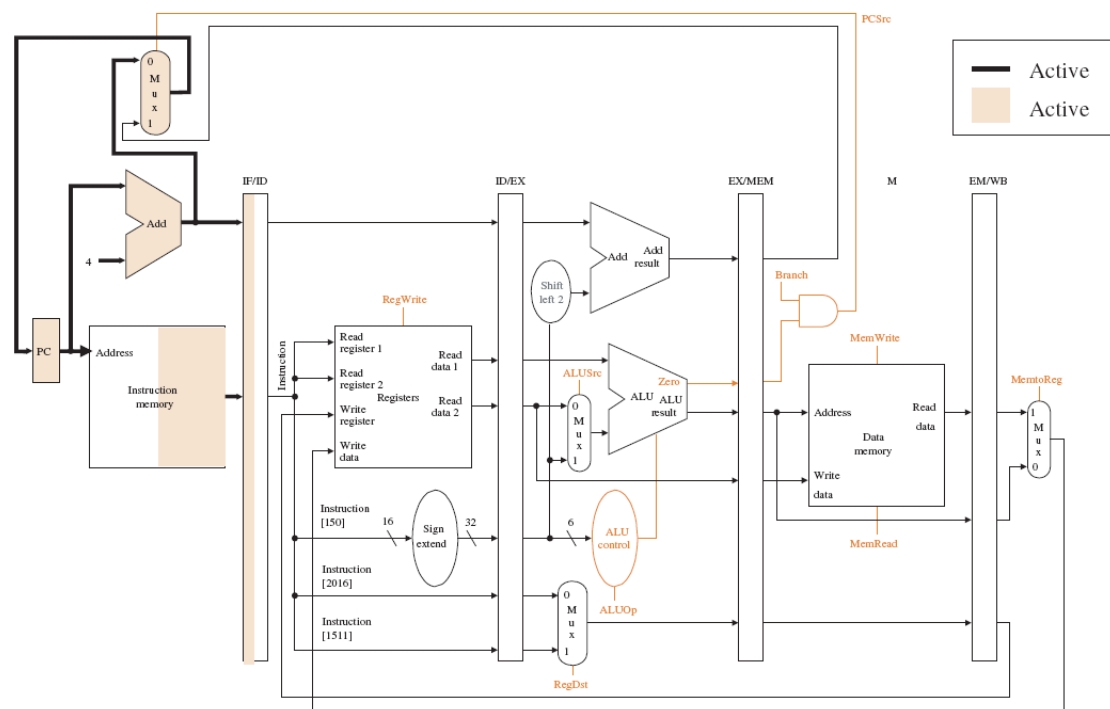 PCSrc
0
M
u
x
1
Active
Active
IF/ID
ID/EX
EX/MEM
M
EM/WB
Add
4
Add
Add
result
Shift
left 2
Branch
RegWrite
PC
Address
Instruction
memory
Instruction
Read
register 1
Read
register 2
Registers
Write
register
Write
data
Read
data 1
Read
data 2
ALUSrc
0
M
u
x
1
Zero
ALU
ALU
result
MemWrite
Address
Read
data
Data
memory
Write
data
MemRead
MemtoReg
1
M
u
x
0
Instruction
[150]
16
Sign
extend
32
6
ALU
control
ALUOp
Instruction
[2016]
Instruction
[1511]
0
M
u
x
1
RegDst